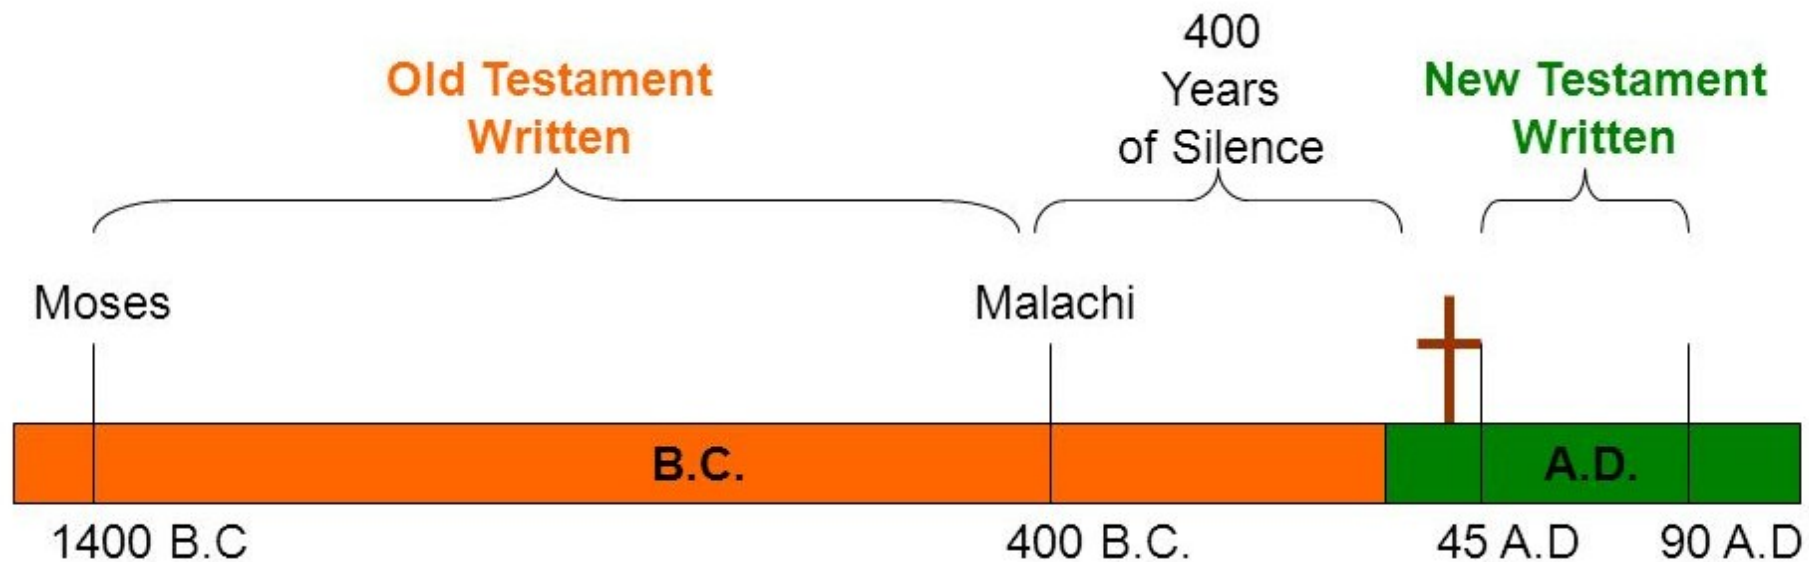 400
Years
of Silence
Old Testament
Written
New Testament
Written
Moses
Malachi
B.C.
A.D.
1400 B.C
400 B.C.
45 A.D
90 A.D